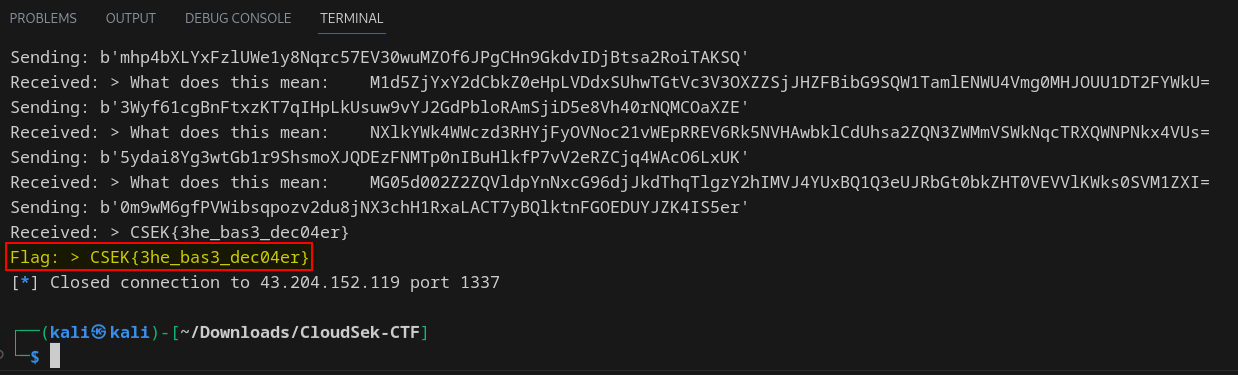 PROBLEMS OUTPUT DEBUG CONSOLE TERMINAL
Sending: b'mhp4bXLYxFzlUWe1y8Nqrc57EV30wuMZOf6JPgCHn9GkdvIDjBtsa2RoiTAKSQ'
Received: > What does this mean: M1d5ZjYxY2dCbkZ0eHpLVDdxSUhwTGtVc3V3OXZZSjJHZFBibG9SQW1TamlENWU4Vmg0MHJOUU1DT2FYWkU=
Sending: b'3Wyf61cgBnFtxzKT7qIHpLkUsuw9vYJ2GdPbloRAmSjiD5e8Vh40rNQMCOaXZE'
Received: > What does this mean: NXlkYWk4WWczd3RHYjFyOVNoc21vWEpRREV6Rk5NVHAwbklCdUhsa2ZQN3ZWMmVSWkNqcTRXQWNPNkx4VUs=
Sending: b'5ydai8Yg3wtGb1r9ShsmoXJQDEzFNMTp0nIBuHlkfP7vV2eRZCjq4WAcO6LxUK'
Received: > What does this mean: MG05d002Z2ZQVldpYnNxcG96djJkdThqTlgzY2hIMVJ4YUxBQ1Q3eUJRbGt0bkZHT0VEVVlKWks0SVM1ZXI=
Sending: b'0m9wM6gfPVWibsqpozv2du8jNX3chH1RxaLACT7yBQlktnFGOEDUYJZK4IS5er'
Received: > CSEK{3he_bas3_dec04er}
Flag: > CSEK{3he_bas3_dec04er}
[*] Closed connection to 43.204.152.119 port 1337
(kali㉿kali)-[~/Downloads/CloudSek-CTF]
$